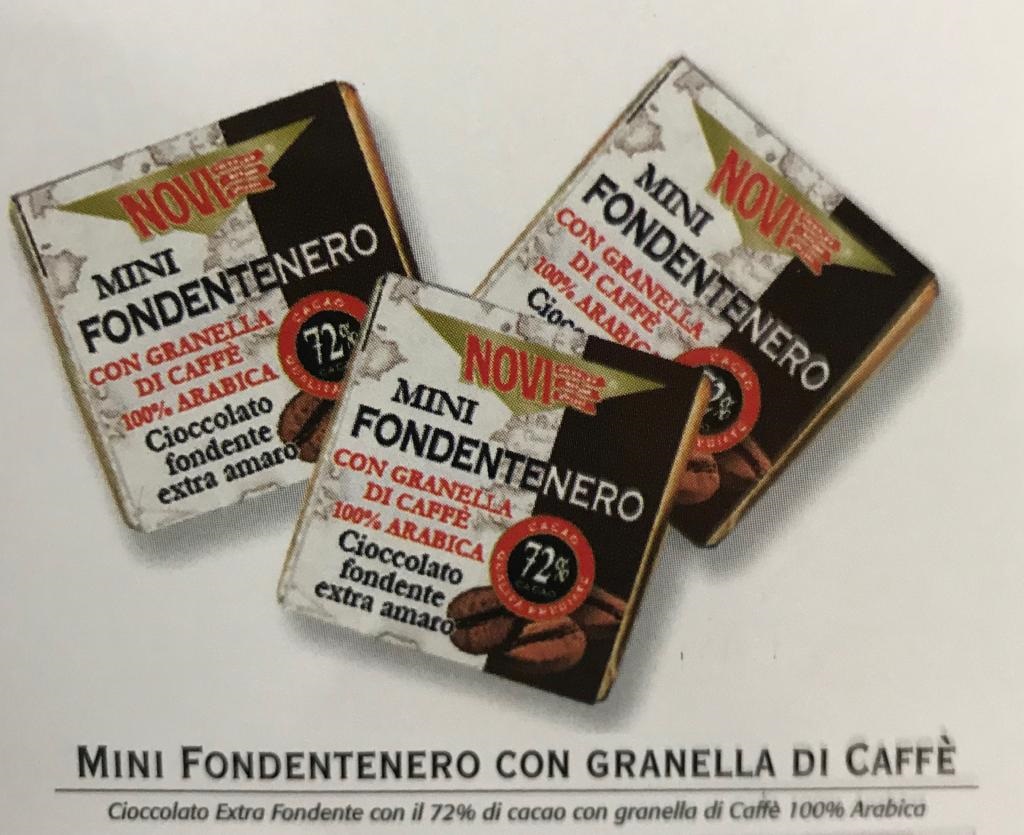 NOVI
MINI
FONDENTENERO
CON GRANELLA
DI CAFFÈ
100% ARABICA
Cioccolato
fondente
extra amaro
CACAO
72%
NOVI
MINI
FONDENTENERO
CON GRANELLA
DI CAFFÈ
100% ARABICA
72%
NOVI
MINI
FONDENTENERO
CON GRANELLA
DI CAFFÈ
100% ARABICA
Cioccolato
fondente
extra amaro
CACAO
72%
CACAO
MINI FONDENTENERO CON GRANELLA DI CAFFÈ
Cioccolato Extra Fondente con il 72% di cacao con granella di Caffè 100% Arabica